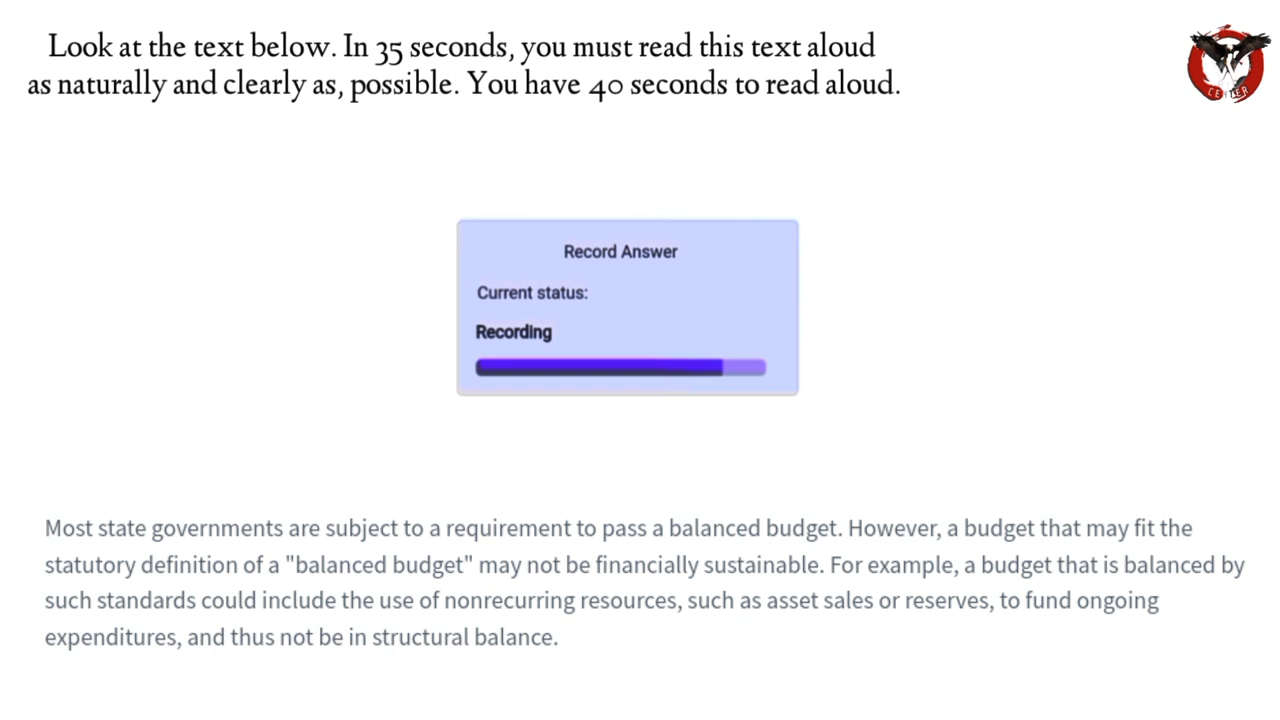 Look at the text below. In 35 seconds, you must read this text aloud
as naturally and clearly as, possible. You have 40 seconds to read aloud.
CENTER
Record Answer
Current status:
Recording
Most state governments are subject to a requirement to pass a balanced budget. However, a budget that may fit the
statutory definition of a "balanced budget" may not be financially sustainable. For example, a budget that is balanced by
such standards could include the use of nonrecurring resources, such as asset sales or reserves, to fund ongoing
expenditures, and thus not be in structural balance.